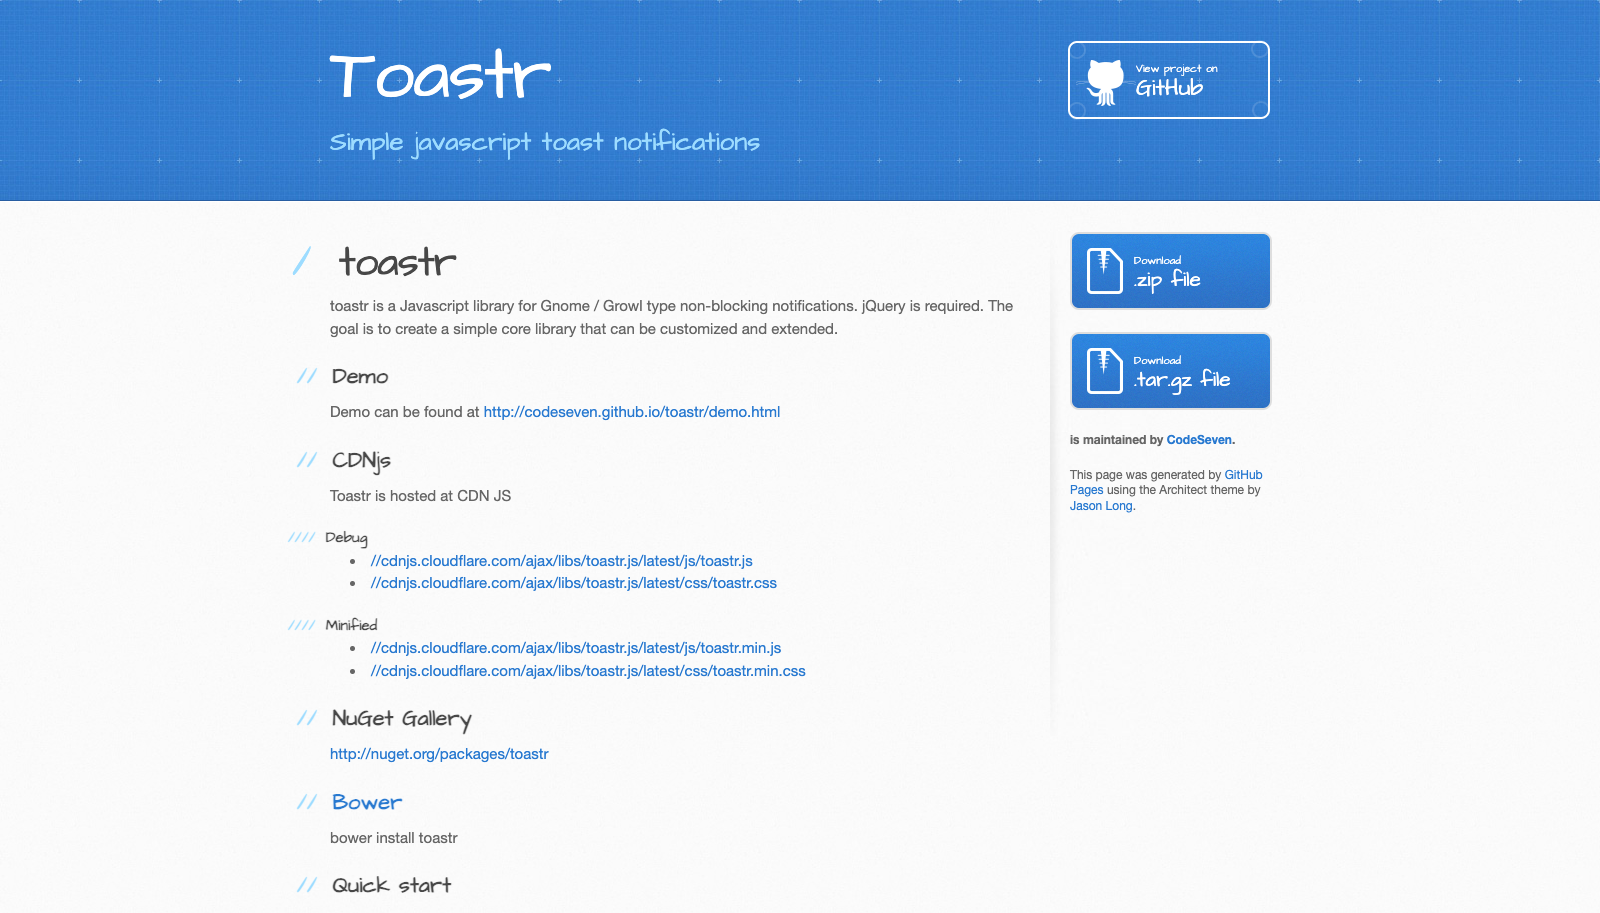 Toastr
Simple javascript toast notifications
View project on
GitHub
toastr
toastr is a Javascript library for Gnome / Growl type non-blocking notifications. jQuery is required. The
goal is to create a simple core library that can be customized and extended.
// Demo
Demo can be found at http://codeseven.github.io/toastr/demo.html
// CDNjs
Toastr is hosted at CDN JS
//// Debug
• //cdnjs.cloudflare.com/ajax/libs/toastr.js/latest/js/toastr.js
• //cdnjs.cloudflare.com/ajax/libs/toastr.js/latest/css/toastr.css
//// Minified
• //cdnjs.cloudflare.com/ajax/libs/toastr.js/latest/js/toastr.min.js
• //cdnjs.cloudflare.com/ajax/libs/toastr.js/latest/css/toastr.min.css
// NuGet Gallery
http://nuget.org/packages/toastr
// Bower
bower install toastr
// Quick start
Download
.zip file
Download
.tar.gz file
is maintained by CodeSeven.
This page was generated by GitHub
Pages using the Architect theme by
Jason Long.